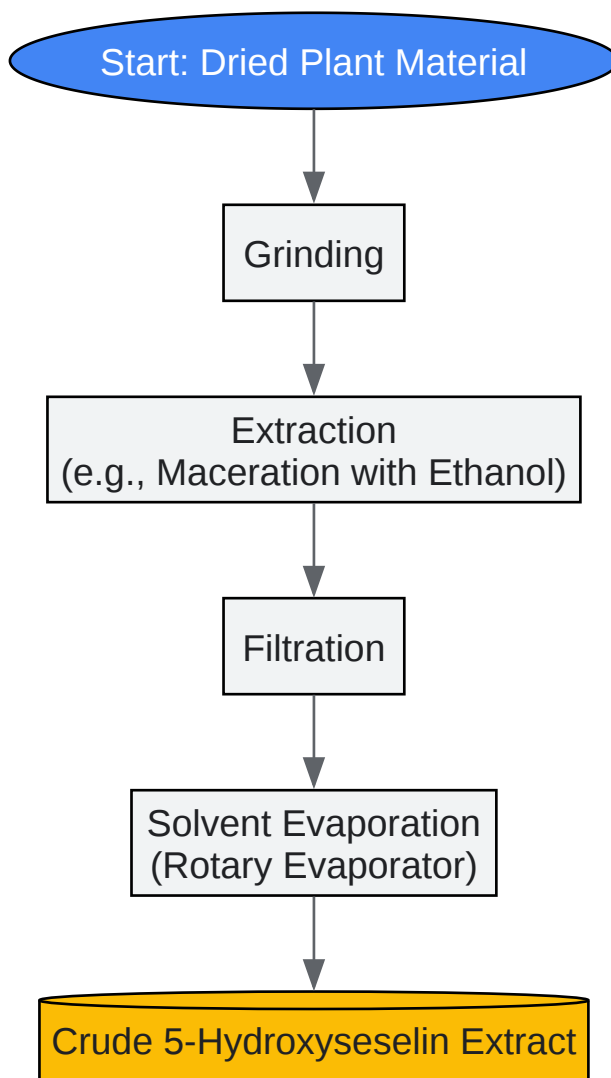 Start: Dried Plant Material
Grinding
Extraction
(e.g., Maceration with Ethanol)
Filtration
Solvent Evaporation
(Rotary Evaporator)
Crude 5-Hydroxyseselin Extract